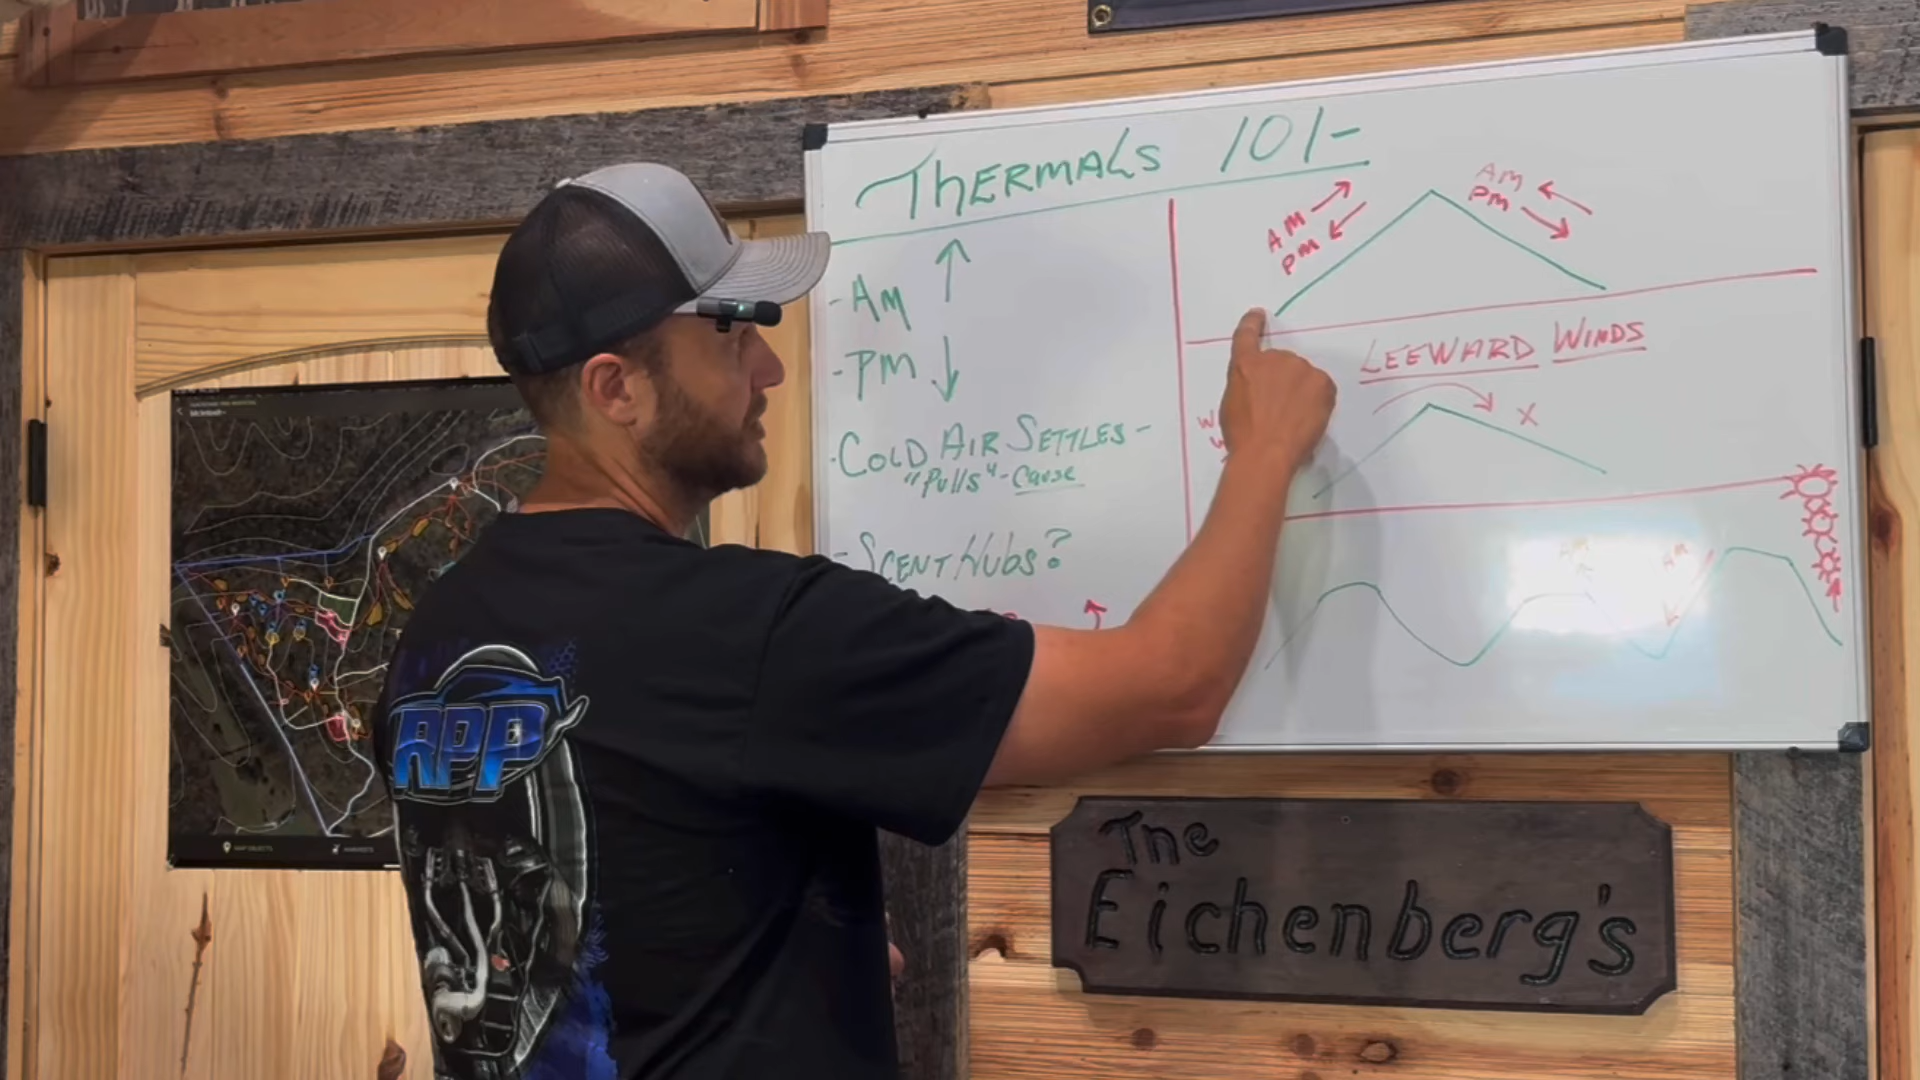 THERMALS 101-
-AM
-PM
-COLD AIR SETTLES-
"Pulls"-Cause
-SCENT HUBS?
AM
PM
AM
PM
LEEWARD WINDS
X
AM
AM
RPP
The
Eichenberg's